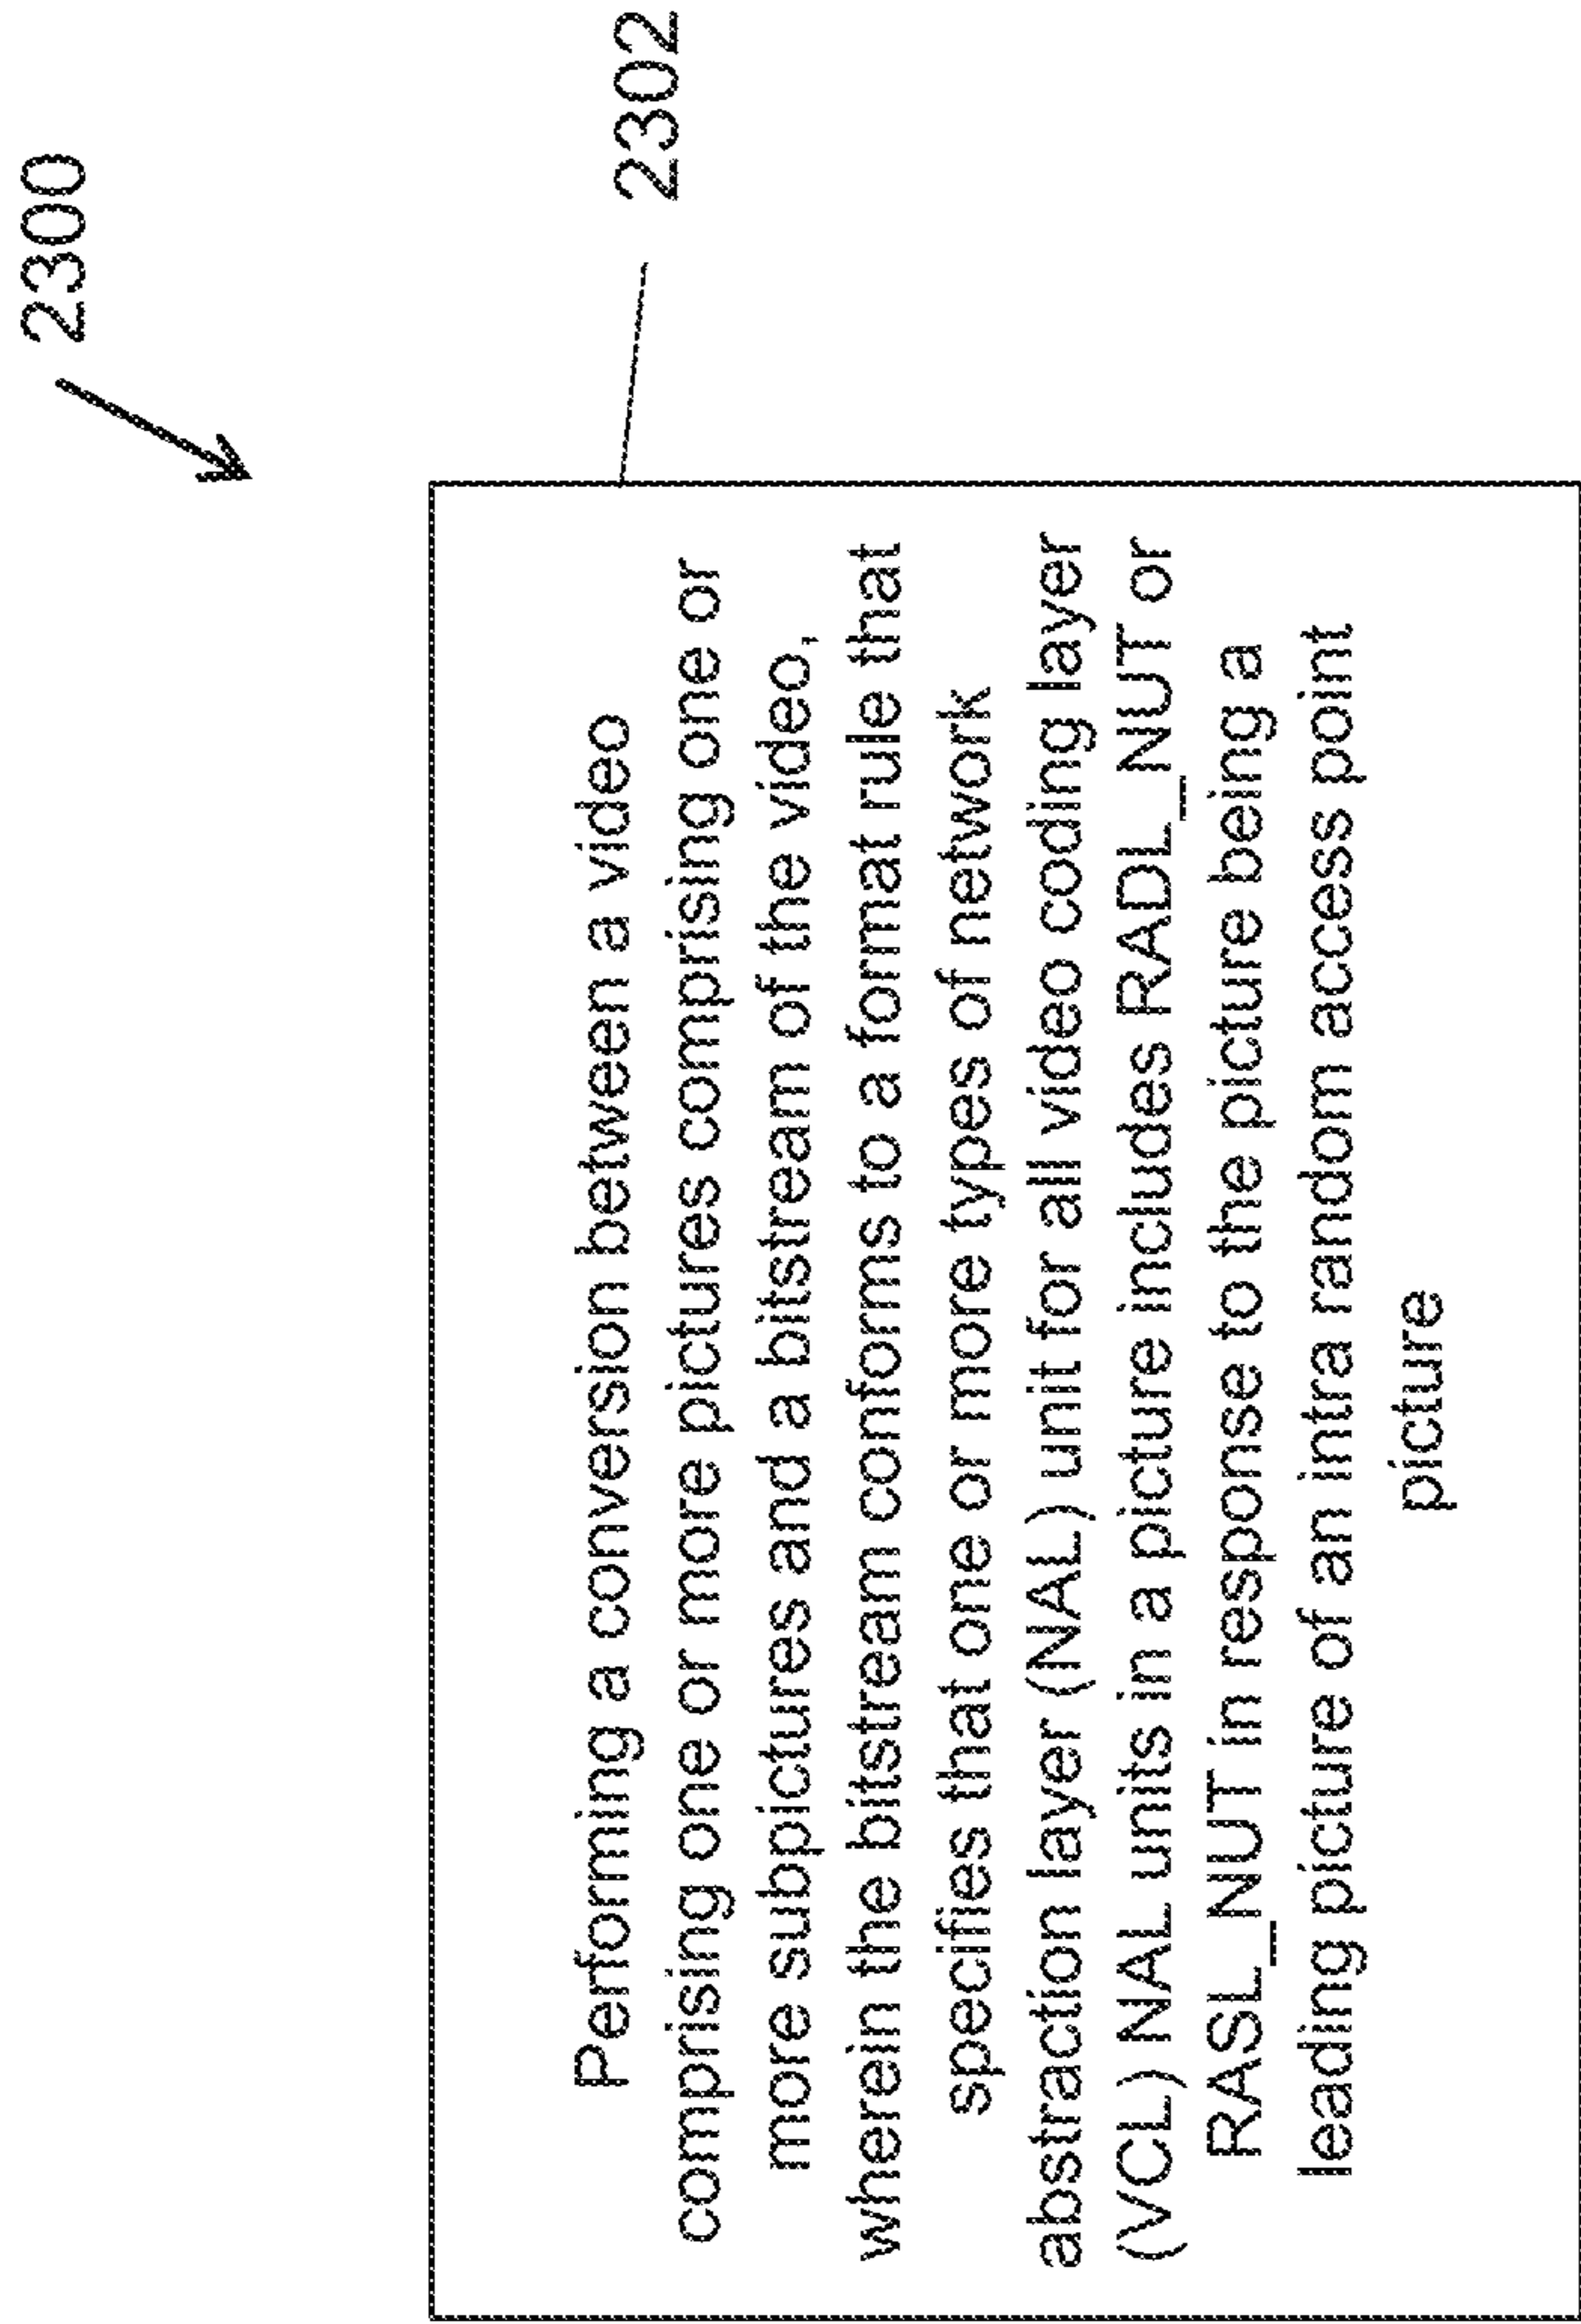 2300
2302
Performing a conversion between a video
comprising one or more pictures comprising one or
more subpictures and a bitstream of the video,
wherein the bitstream conforms to a format rule that
specifies that one or more types of network
abstraction layer (NAL) unit for all video coding layer
(VCL) NAL units in a picture includes RADL_NUT or
RASL_NUT in response to the picture being a
leading picture of an intra random access point
picture